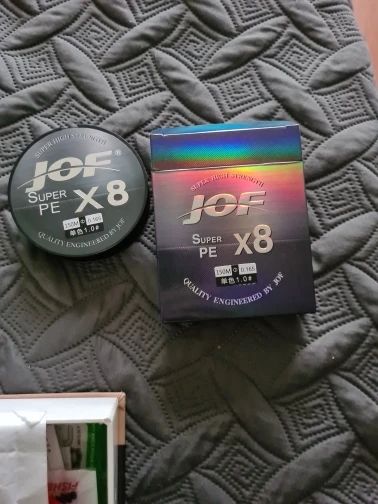 SUPER HIGH STRENGTH
JOF®
SUPER
PE X8
150M Φ 0.165
单色 1.0#
QUALITY ENGINEERED BY JOF
SUPER HIGH STRENGTH
JOF
SUPER
PE X8
150M Φ 0.165
单色 1.0#
QUALITY ENGINEERED BY JOF